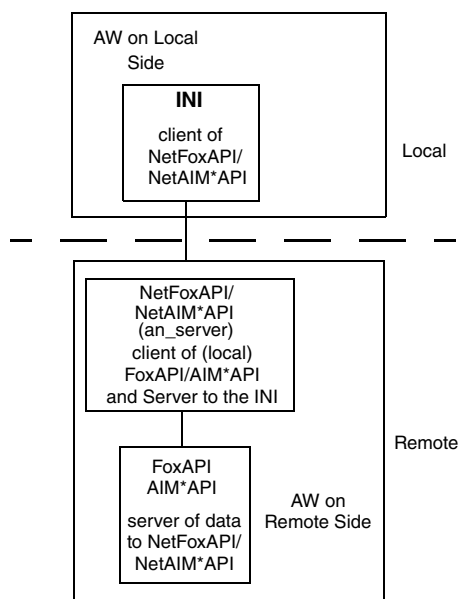 AW on Local
Side
INI
client of
NetFoxAPI/
NetAIM*API
Local
NetFoxAPI/
NetAIM*API
(an_server)
client of (local)
FoxAPI/AIM*API
and Server to the INI
Remote
FoxAPI
AIM*API
server of data
to NetFoxAPI/
NetAIM*API
AW on
Remote Side